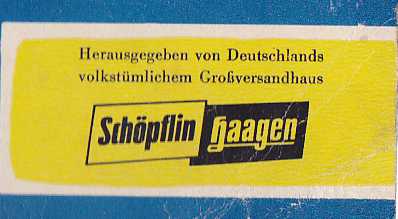 Herausgegeben von Deutschlands
volkstümlichem Großversandhaus
Schöpflin Haagen